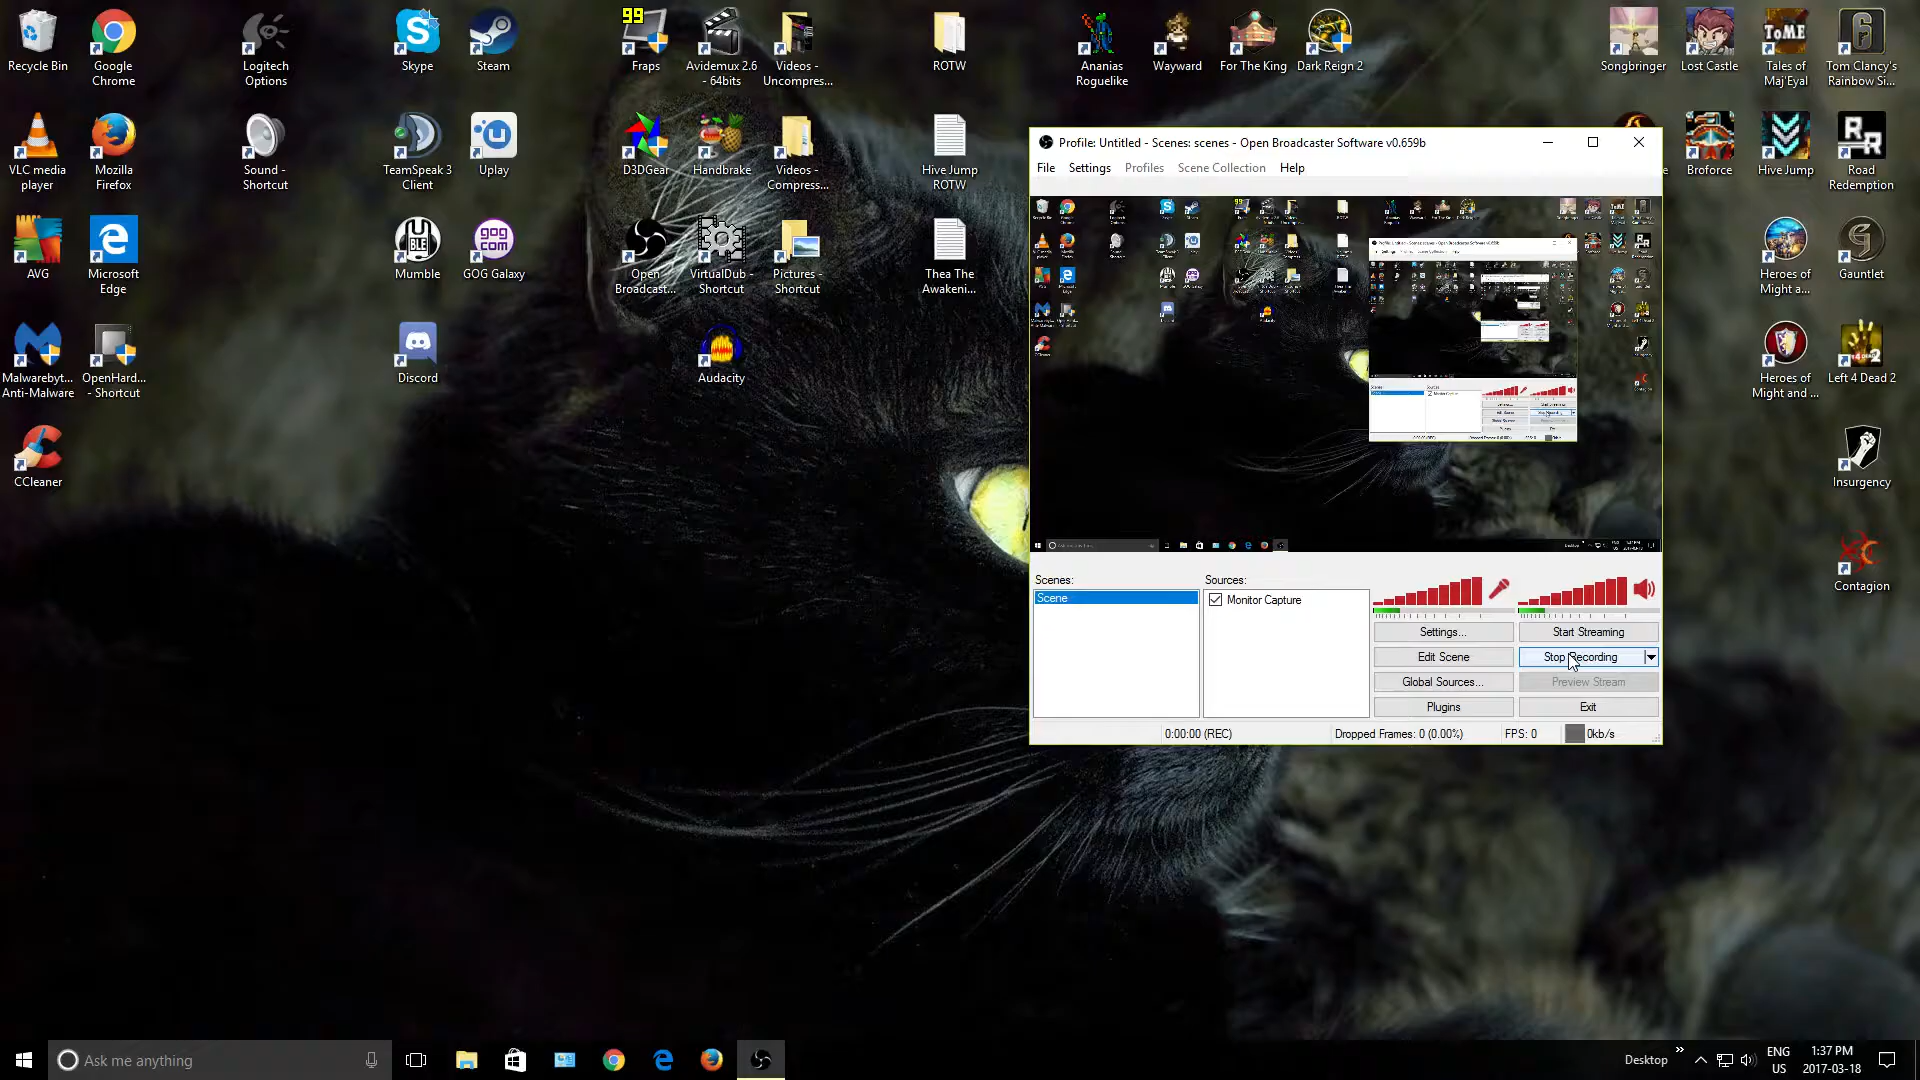 Recycle Bin
Google
Chrome
Logitech
Options
Skype
Steam
99
Fraps
Avidemux 2.6
- 64bits
Videos -
Uncompres...
ROTW
Ananias
Roguelike
Wayward
For The King
Dark Reign 2
Songbringer
Lost Castle
ToME
Tales of
Maj'Eyal
6
Tom Clancy's
Rainbow Si...
VLC media
player
Mozilla
Firefox
Sound -
Shortcut
TeamSpeak 3
Client
Uplay
D3DGear
Handbrake
Videos -
Compress...
Hive Jump
ROTW
Broforce
Hive Jump
Road
Redemption
AVG
Microsoft
Edge
Mumble
GOG
COM
GOG Galaxy
Open
Broadcast...
VirtualDub -
Shortcut
Pictures -
Shortcut
Thea The
Awakeni...
Heroes of
Might a...
Gauntlet
Malwarebyt...
Anti-Malware
OpenHard...
- Shortcut
Discord
Audacity
Heroes of
Might and ...
Left 4 Dead 2
CCleaner
Insurgency
Contagion
Profile: Untitled - Scenes: scenes - Open Broadcaster Software v0.659b
File Settings Profiles Scene Collection Help
Scenes:
Scene
Sources:
Monitor Capture
Settings...
Start Streaming
Edit Scene
Stop Recording
Global Sources...
Preview Stream
Plugins
Exit
0:00:00 (REC)
Dropped Frames: 0 (0.00%)
FPS: 0
0kb/s
Ask me anything
Desktop
ENG
US
1:37 PM
2017-03-18